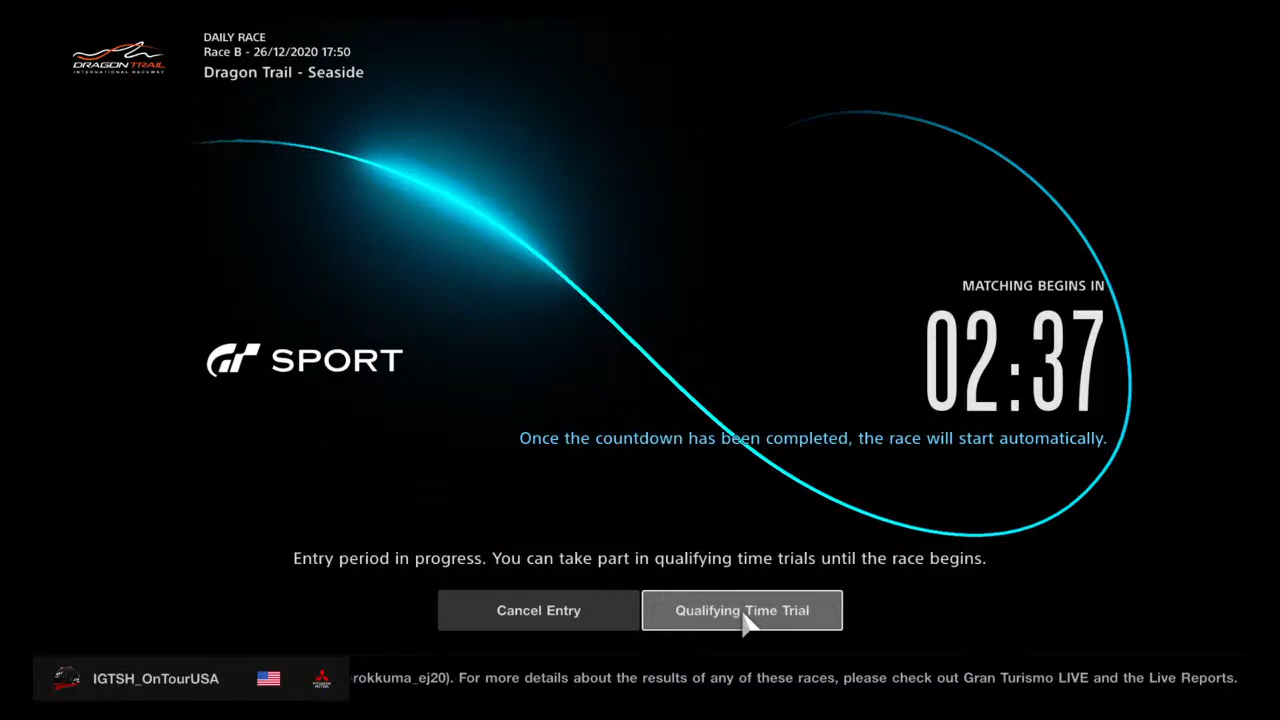 DRAGON TRAIL
INTERNATIONAL RACEWAY
DAILY RACE
Race B - 26/12/2020 17:50
Dragon Trail - Seaside
MATCHING BEGINS IN
02:37
GT SPORT
Once the countdown has been completed, the race will start automatically.
Entry period in progress. You can take part in qualifying time trials until the race begins.
Cancel Entry
Qualifying Time Trial
IGTSH_OnTourUSA
MITSUBISHI MOTORS
-rokkuma_ej20). For more details about the results of any of these races, please check out Gran Turismo LIVE and the Live Reports.